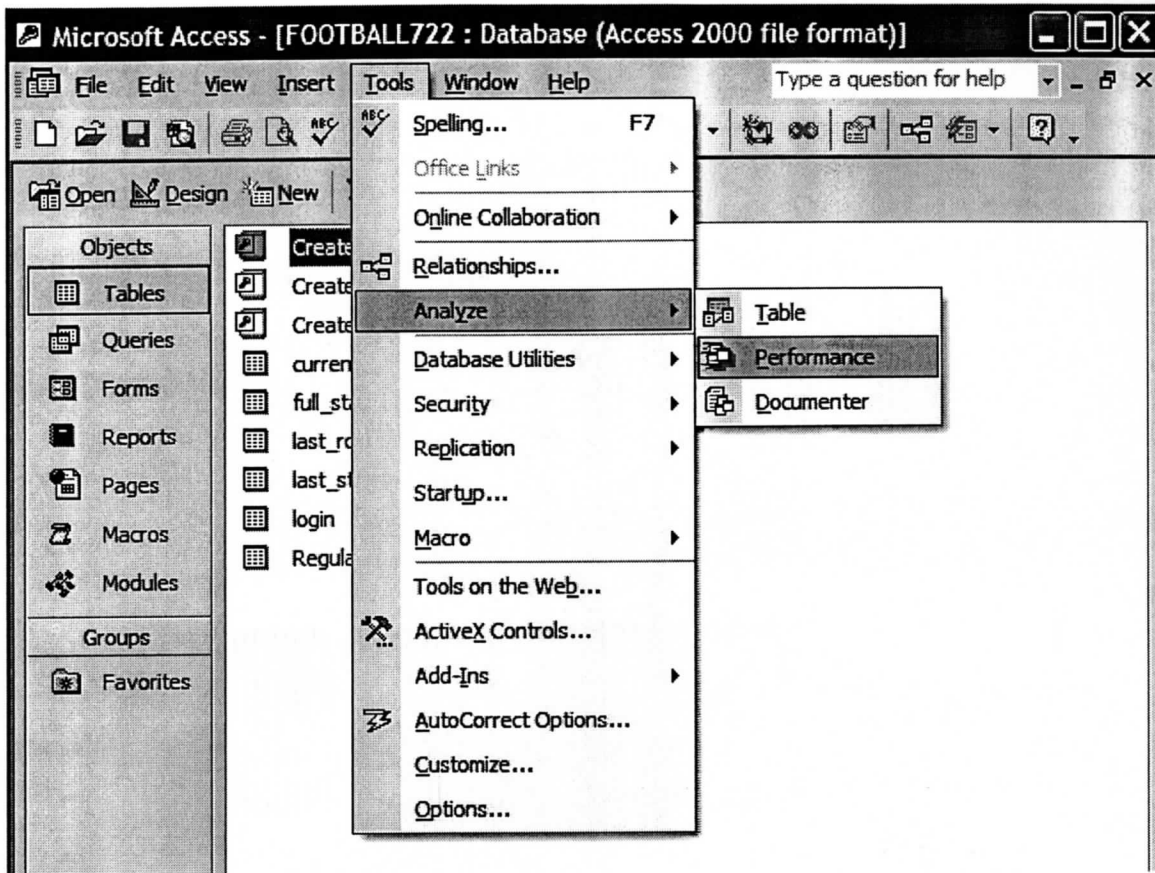 Microsoft Access - [FOOTBALL722 : Database (Access 2000 file format)]
File Edit View Insert Tools Window Help Type a question for help
Open Design New
Objects
Tables
Queries
Forms
Reports
Pages
Macros
Modules
Groups
Favorites
Create
Create
Create
curren
full_st
last_
last_st
login
Regula
Spelling... F7
Office Links
Online Collaboration
Relationships...
Analyze
Database Utilities
Security
Replication
Startup...
Macro
Tools on the Web...
ActiveX Controls...
Add-Ins
AutoCorrect Options...
Customize...
Options...
Table
Performance
Documenter